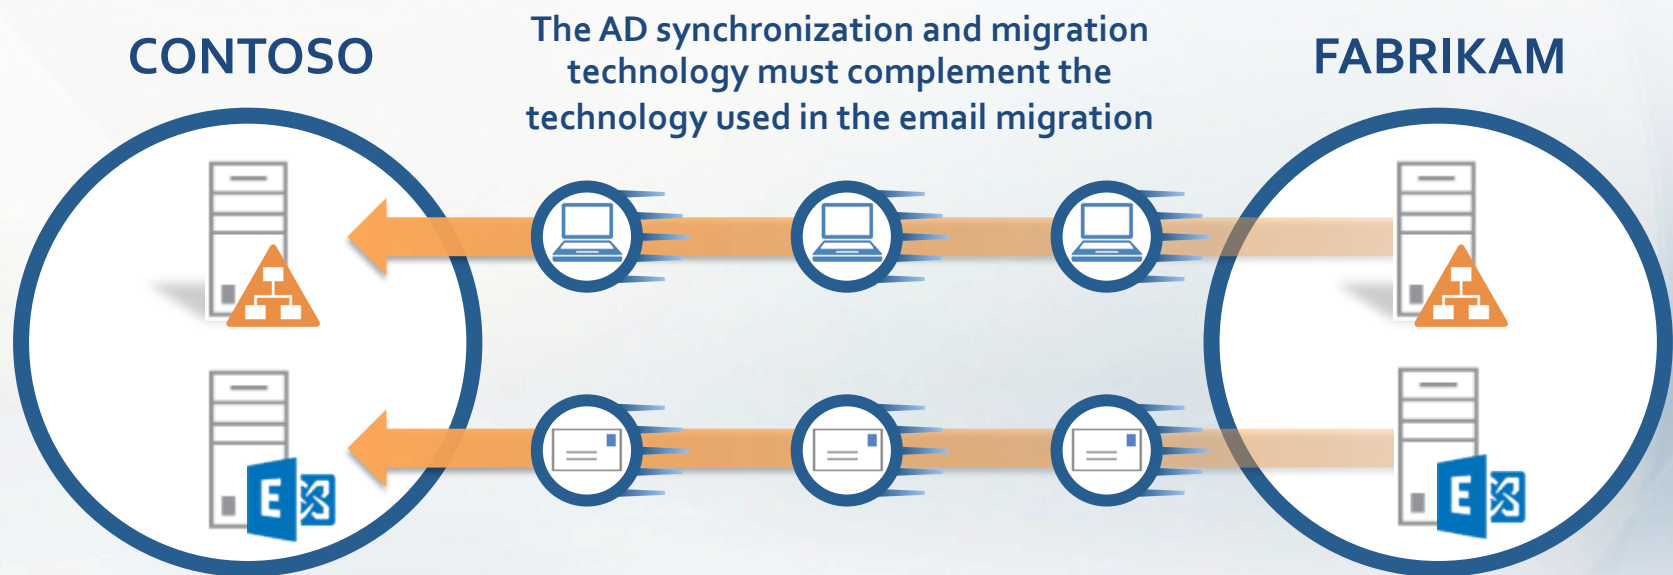 CONTOSO
The AD synchronization and migration
technology must complement the
technology used in the email migration
FABRIKAM
E
E